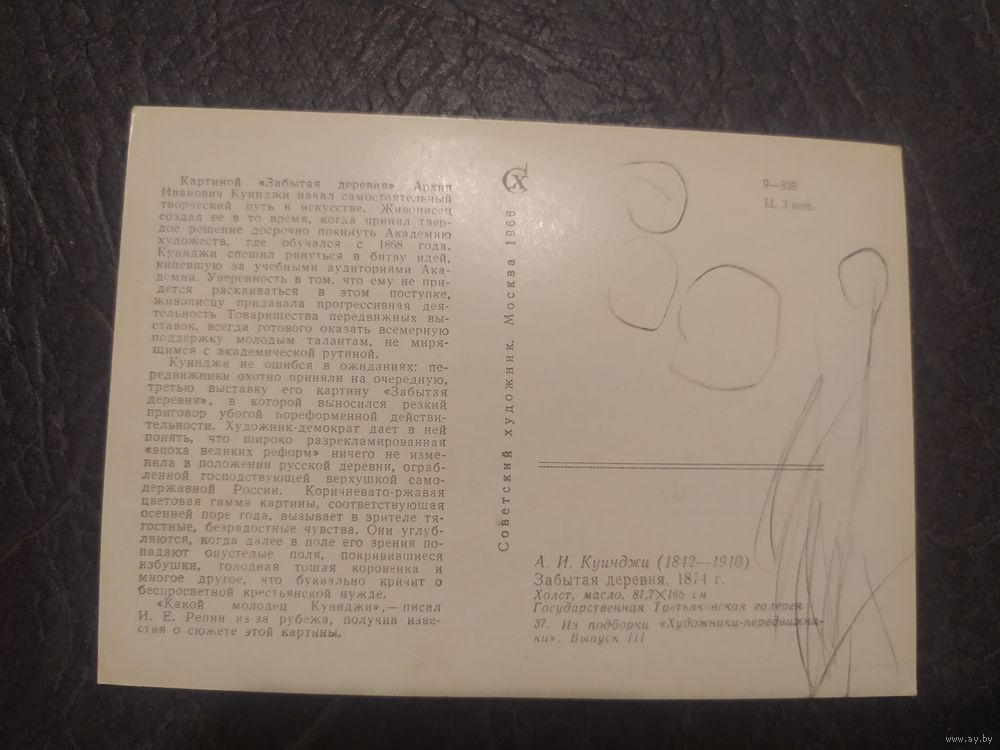 Картиной «Забытая деревня» Архип
Иванович Куинджи начал самостоятельный
творческий путь в искусстве. Живописец
создал ее в то время, когда принял твер-
дое решение досрочно покинуть Академию
художеств, где обучался с 1868 года.
Куинджи спешил ринуться в битву идей,
кипевшую за учебными аудиториями Ака-
демии. Уверенность в том, что ему не при-
дется раскаиваться в этом поступке,
живописцу придавала прогрессивная дея-
тельность Товарищества передвижных вы-
ставок, всегда готового оказать всемерную
поддержку молодым талантам, не миря-
щимся с академической рутиной.
Куинджи не ошибся в ожиданиях: пе-
редвижники охотно приняли на очередную,
третью выставку его картину «Забытая
деревня», в которой выносился резкий
приговор убогой пореформенной действи-
тельности. Художник-демократ дает в ней
понять, что широко разрекламированная
«эпоха великих реформ» ничего не изме-
нила в положении русской деревни, ограб-
ленной господствующей верхушкой само-
державной России. Коричневато-ржавая
цветовая гамма картины, соответствующая
осенней поре года, вызывает в зрителе тя-
гостные, безрадостные чувства. Они углуб-
ляются, когда далее в поле его зрения по-
падают опустелые поля, покривившиеся
избушки, голодная тощая коровенка и
многое другое, что буквально кричит о
беспросветной крестьянской нужде.
«Какой молодец Куинджи»,— писал
И. Е. Репин из-за рубежа, получив изве-
стия о сюжете этой картины.
СХ
Советский художник. Москва 1966
9—335
Ц. 3 коп.
А. И. Куинджи (1842—1910)
Забытая деревня. 1874 г.
Холст, масло. 81,7×165 см
Государственная Третьяковская галерея
37. Из подборки «Художники-передвижни-
ки». Выпуск III
www.ay.by